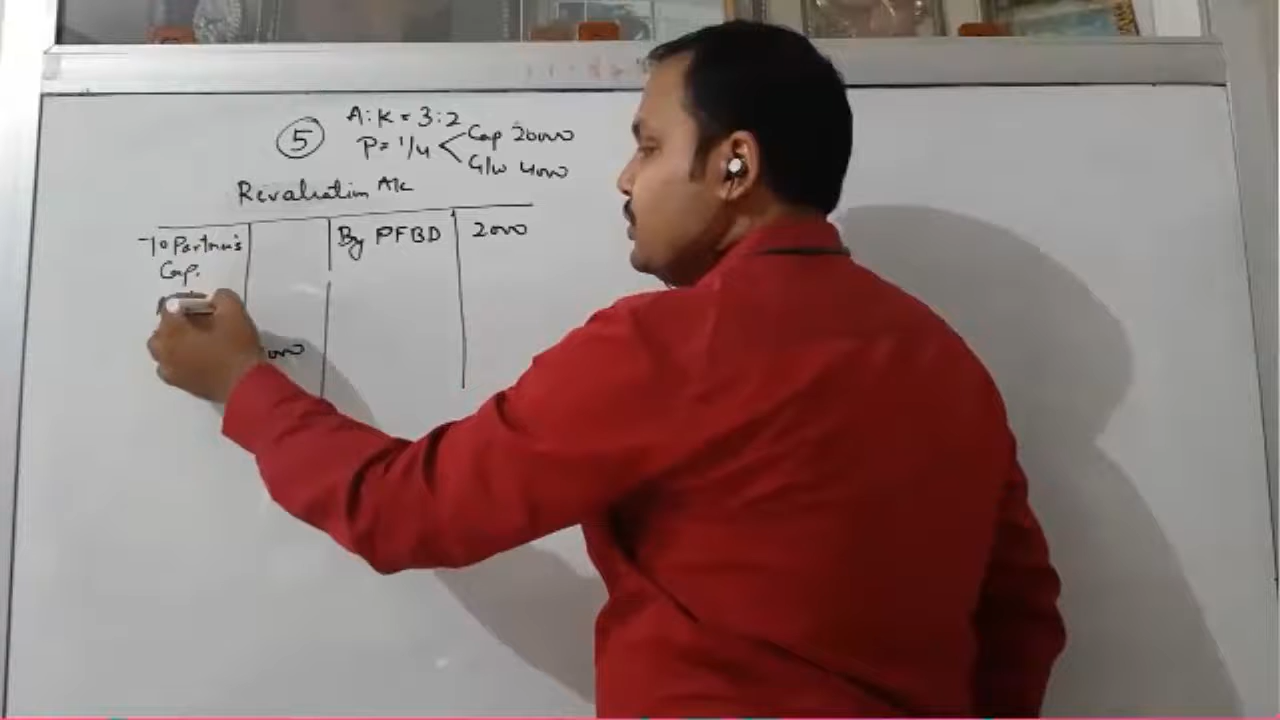 5
A:K = 3:2
P = 1/4 < Cap 20000
G/w 4000
Revaluation A/c
To Partner's By PFBD 2000
Cap.